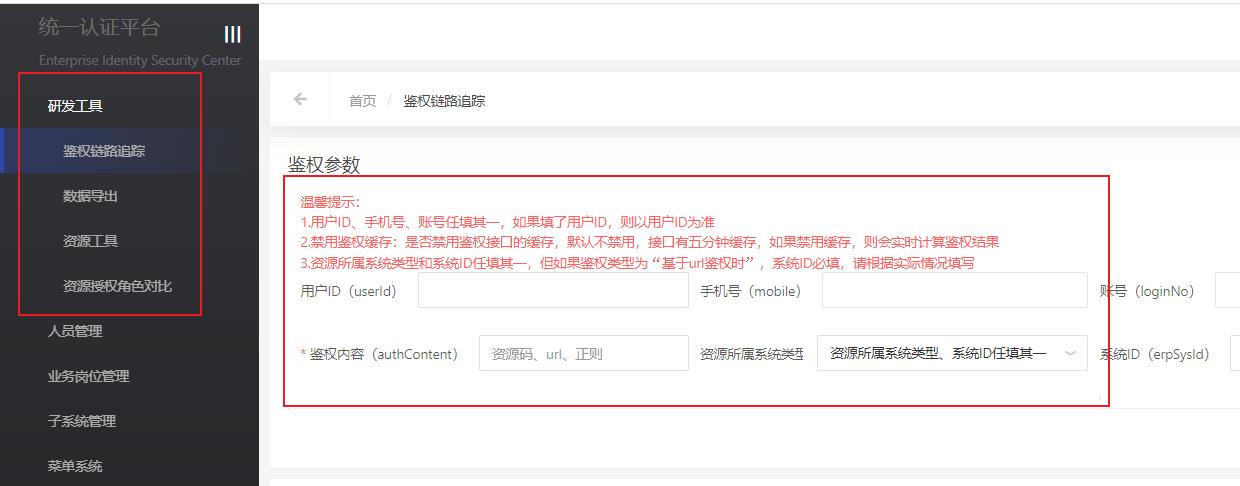 统一认证平台
Enterprise Identity Security Center
研发工具
鉴权链路追踪
数据导出
资源工具
资源授权角色对比
人员管理
业务岗位管理
子系统管理
菜单系统
首页 / 鉴权链路追踪
鉴权参数
温馨提示：
1.用户ID、手机号、账号任填其一，如果填了用户ID，则以用户ID为准
2.禁用鉴权缓存：是否禁用鉴权接口的缓存，默认不禁用，接口有五分钟缓存，如果禁用缓存，则会实时计算鉴权结果
3.资源所属系统类型和系统ID任填其一，但如果鉴权类型为“基于url鉴权时”，系统ID必填，请根据实际情况填写
用户ID（userId） 手机号（mobile） 账号（loginNo）
* 鉴权内容（authContent） 资源码、url、正则 资源所属系统类型 资源所属系统类型、系统ID任填其一 系统ID（erpSysId）